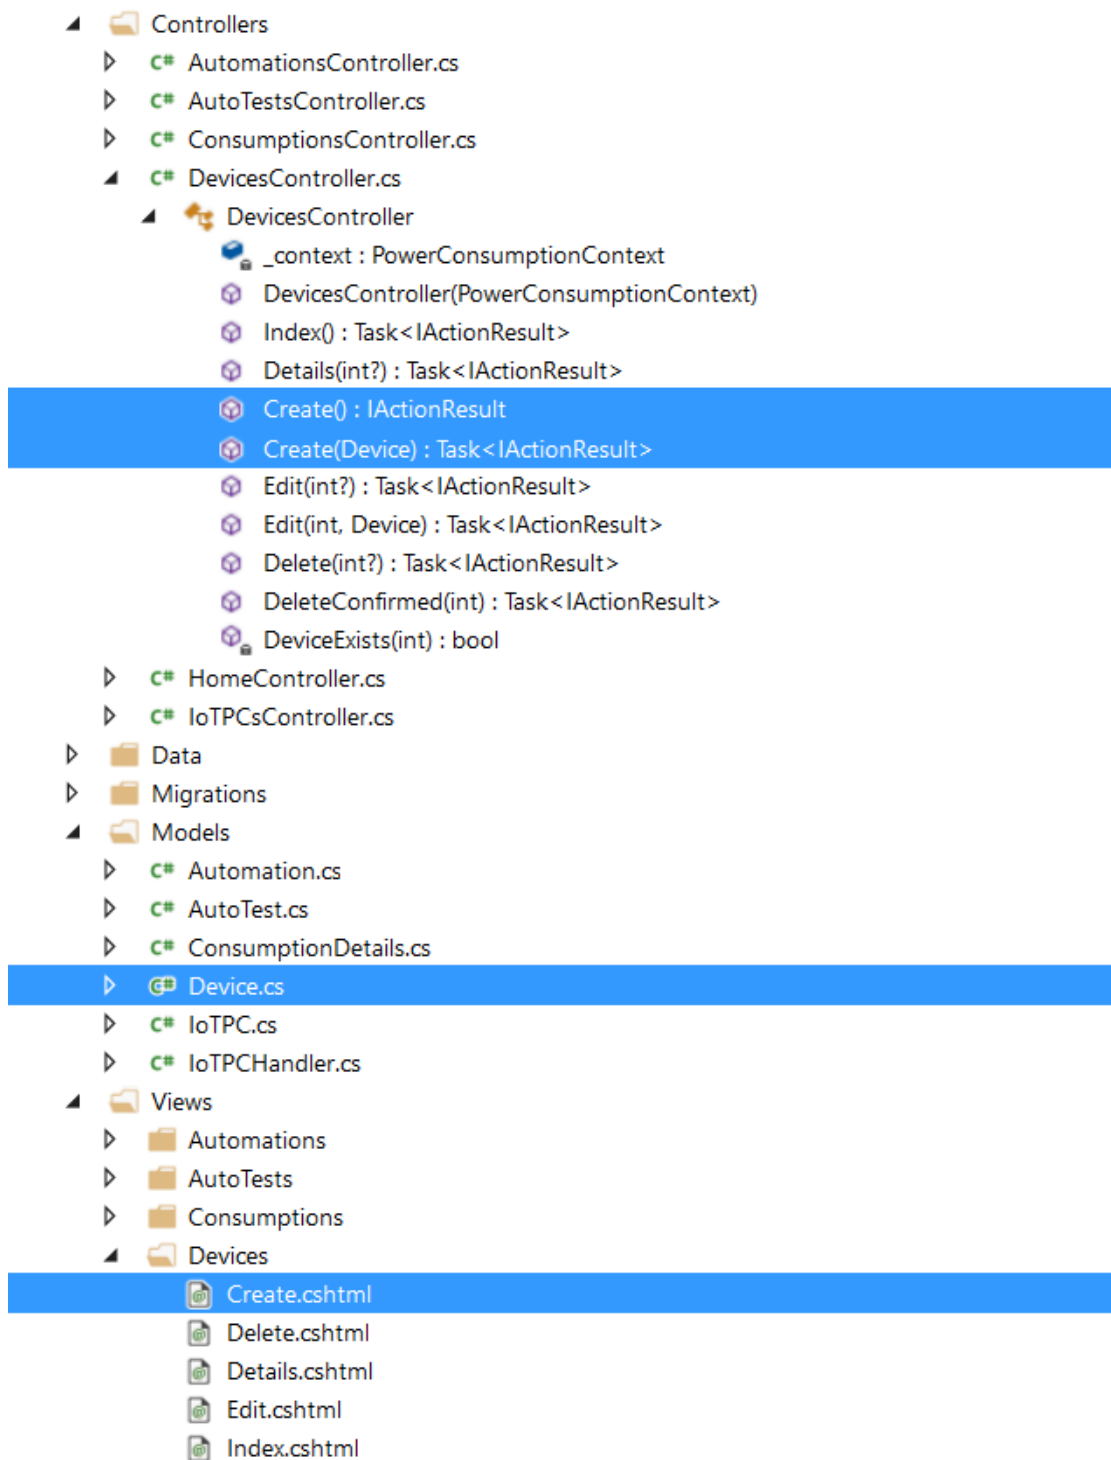 Controllers
C# AutomationsController.cs
C# AutoTestsController.cs
C# ConsumptionsController.cs
C# DevicesController.cs
DevicesController
_context : PowerConsumptionContext
DevicesController(PowerConsumptionContext)
Index() : Task<IActionResult>
Details(int?) : Task<IActionResult>
Create() : IActionResult
Create(Device) : Task<IActionResult>
Edit(int?) : Task<IActionResult>
Edit(int, Device) : Task<IActionResult>
Delete(int?) : Task<IActionResult>
DeleteConfirmed(int) : Task<IActionResult>
DeviceExists(int) : bool
C# HomeController.cs
C# IoTPCsController.cs
Data
Migrations
Models
C# Automation.cs
C# AutoTest.cs
C# ConsumptionDetails.cs
C# Device.cs
C# IoTPC.cs
C# IoTPCHandler.cs
Views
Automations
AutoTests
Consumptions
Devices
Create.cshtml
Delete.cshtml
Details.cshtml
Edit.cshtml
Index.cshtml